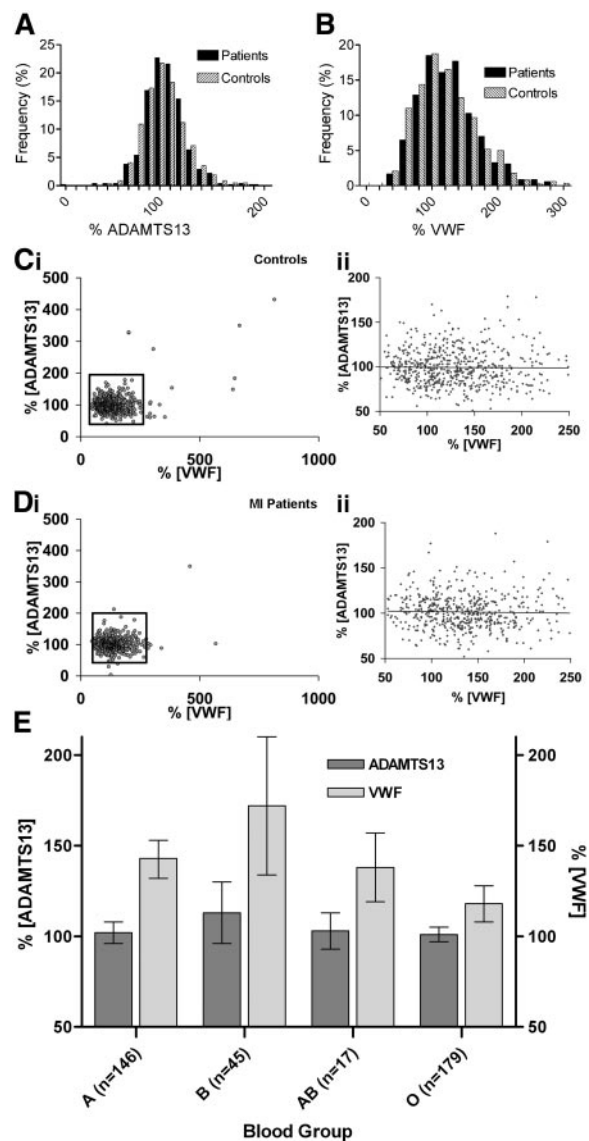 A
Frequency (%)
25
20
15
10
5
0
Patients
Controls
0
100
200
% ADAMTS13
B
Frequency (%)
20
15
10
5
0
Patients
Controls
0
100
200
300
% VWF
Ci
Controls
% [ADAMTS13]
500
400
300
200
100
0
0
500
1000
% [VWF]
ii
% [ADAMTS13]
200
150
100
50
50
100
150
200
250
% [VWF]
Di
MI Patients
% [ADAMTS13]
500
400
300
200
100
0
0
500
1000
% [VWF]
ii
% [ADAMTS13]
200
150
100
50
50
100
150
200
250
% [VWF]
E
% [ADAMTS13]
200
150
100
50
ADAMTS13
VWF
200
150
100
50
% [VWF]
A (n=146)
B (n=45)
AB (n=17)
O (n=179)
Blood Group